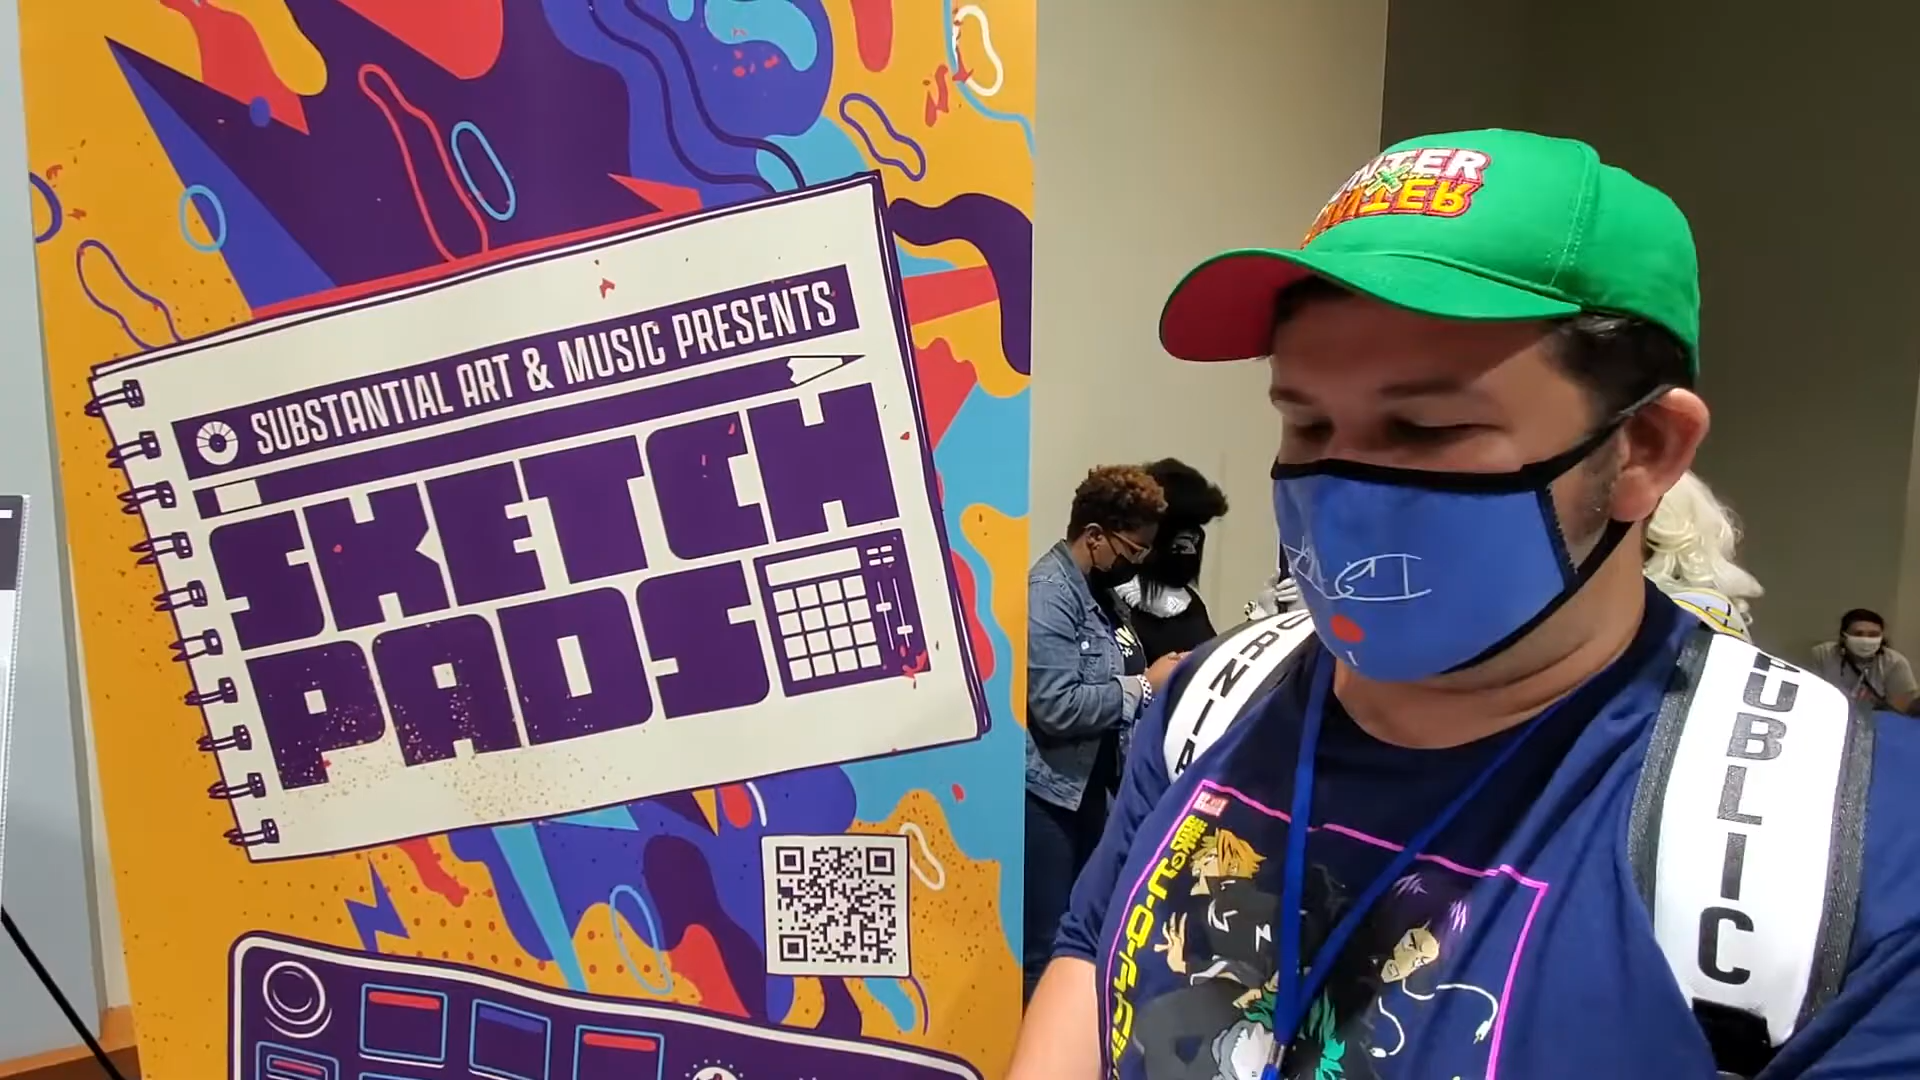 SUBSTANTIAL ART & MUSIC PRESENTS
SKETCH
PADS
HUNTER
X
HUNTER
PUBLIC